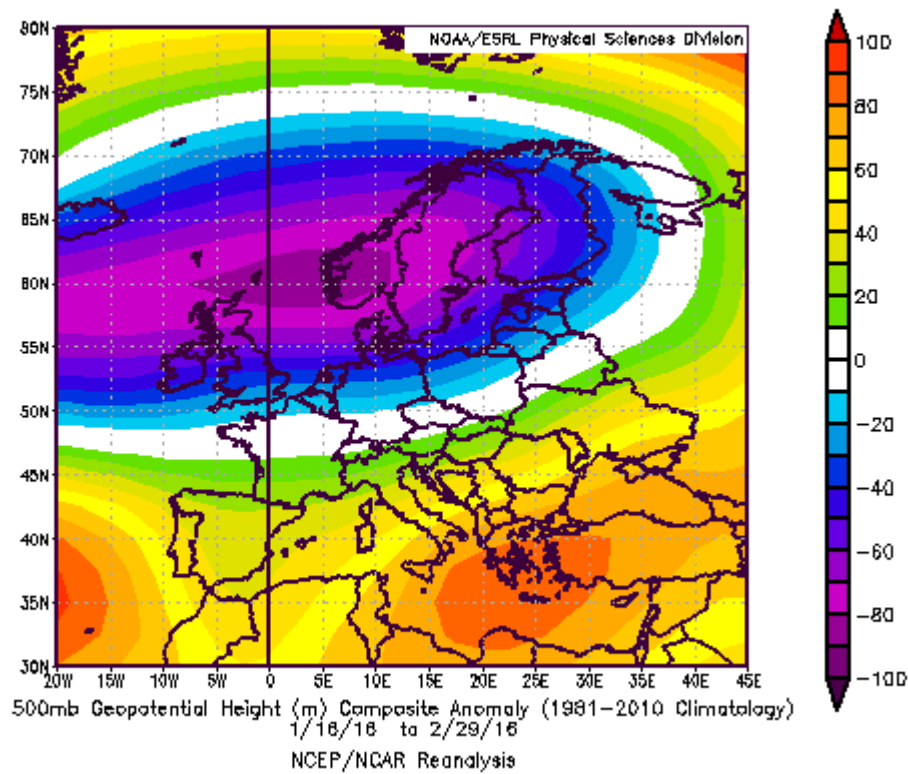 NOAA/ESRL Physical Sciences Division
80N
75N
70N
65N
60N
55N
50N
45N
40N
35N
30N
20W 15W 10W 5W 0 5E 10E 15E 20E 25E 30E 35E 40E 45E
100
80
60
40
20
0
-20
-40
-60
-80
-100
500mb Geopotential Height (m) Composite Anomaly (1981-2010 Climatology)
1/16/16 to 2/29/16
NCEP/NCAR Reanalysis